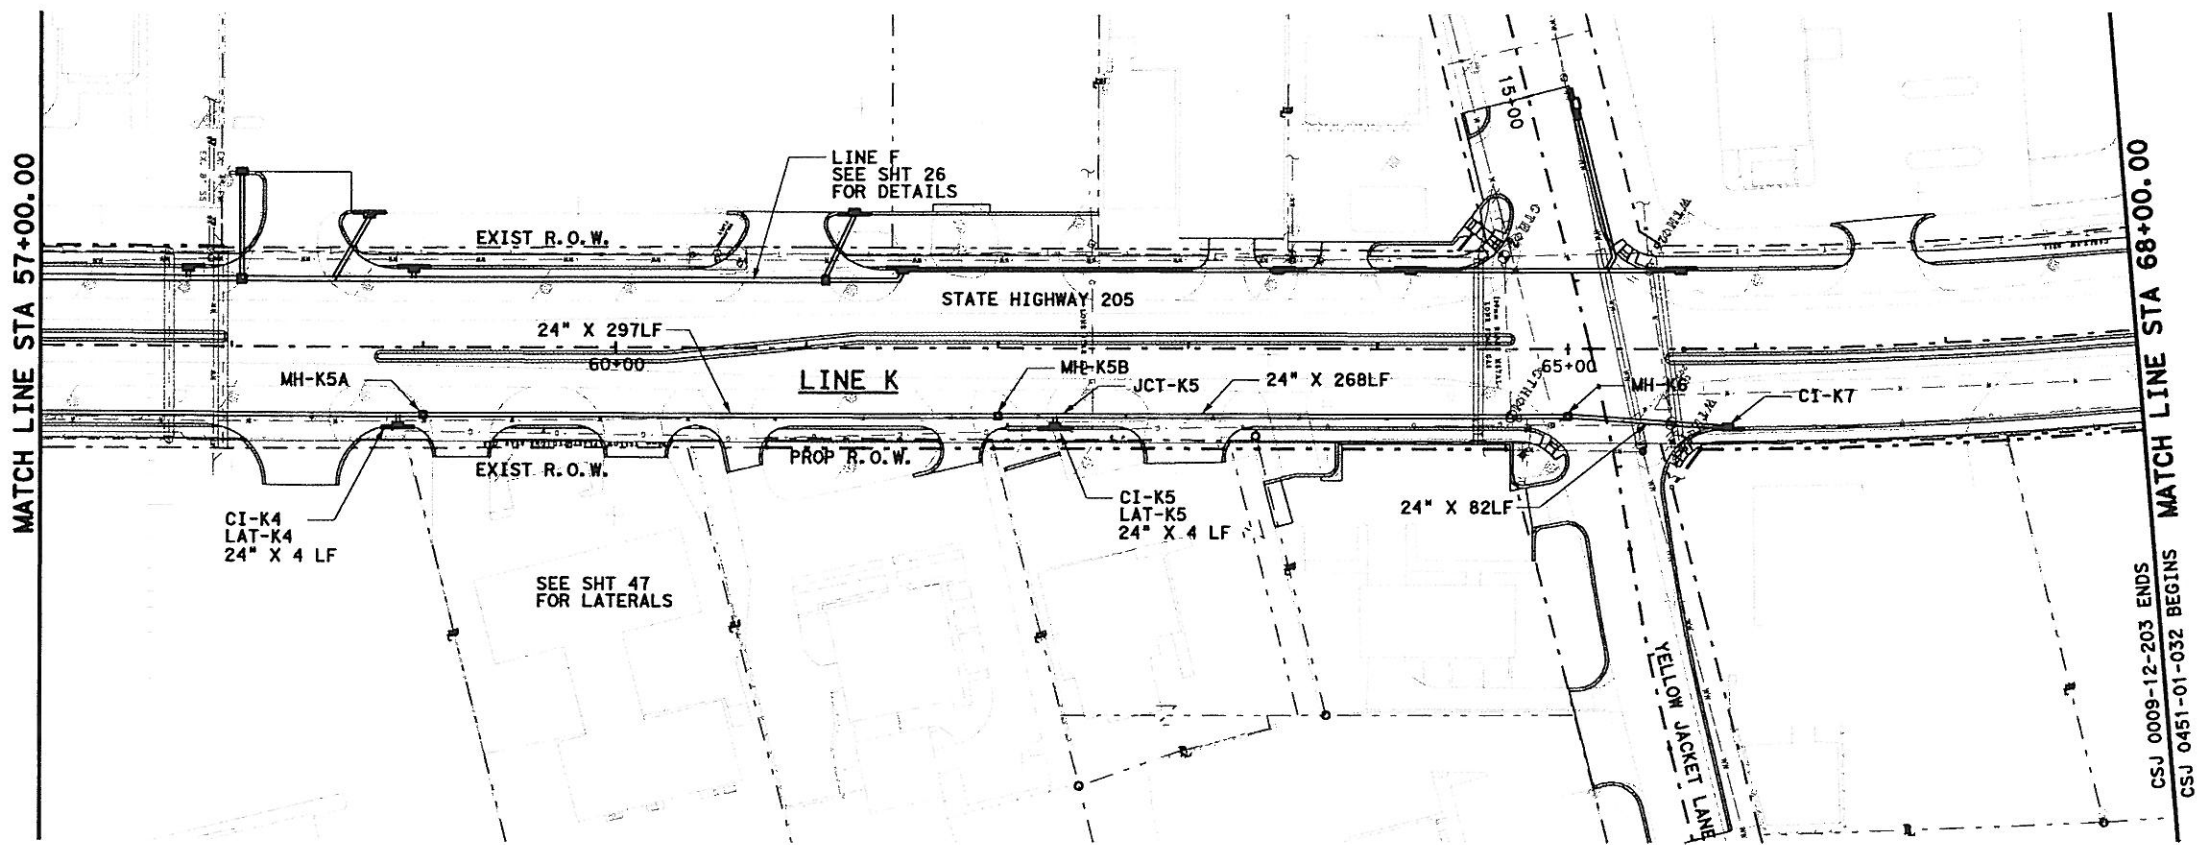 MATCH LINE STA 57+00.00
LINE F
SEE SHT 26
FOR DETAILS
15+00
EXIST R.O.W.
STATE HIGHWAY 205
24" X 297LF
60+00
65+00
MH-K5A
LINE K
MH-K5B
JCT-K5
24" X 268LF
MH-K6
CI-K7
EXIST R.O.W.
PROP R.O.W.
CI-K4
LAT-K4
24" X 4 LF
CI-K5
LAT-K5
24" X 4 LF
24" X 82LF
SEE SHT 47
FOR LATERALS
YELLOW JACKET LANE
MATCH LINE STA 68+00.00
CSJ 0009-12-203 ENDS
CSJ 0451-01-032 BEGINS